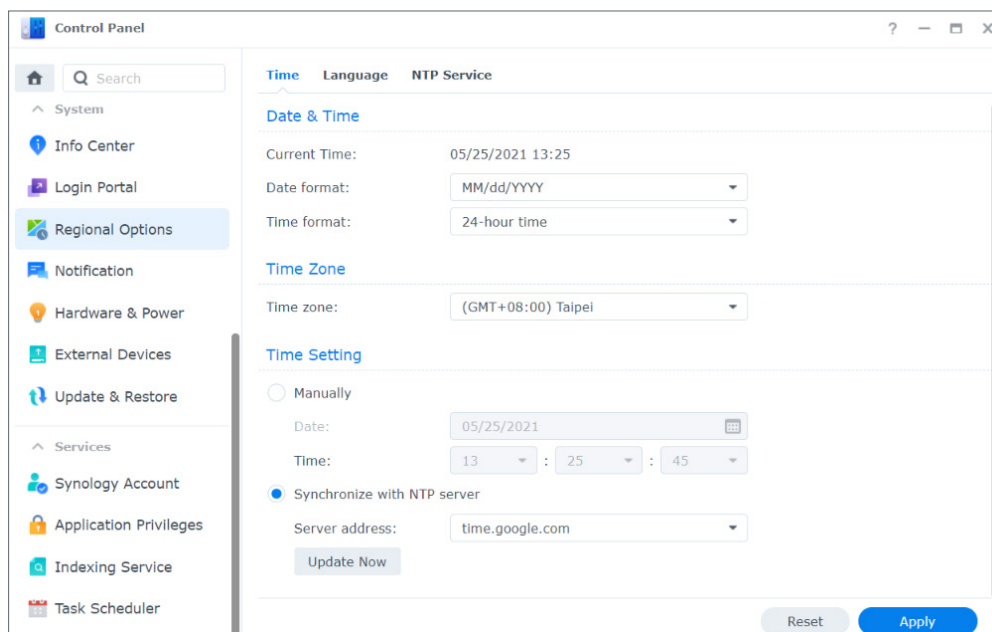 Control Panel
?
Search
System
Info Center
Login Portal
Regional Options
Notification
Hardware & Power
External Devices
Update & Restore
Services
Synology Account
Application Privileges
Indexing Service
Task Scheduler
Time Language NTP Service
Date & Time
Current Time: 05/25/2021 13:25
Date format: MM/dd/YYYY
Time format: 24-hour time
Time Zone
Time zone: (GMT+08:00) Taipei
Time Setting
Manually
Date: 05/25/2021
Time: 13 : 25 : 45
Synchronize with NTP server
Server address: time.google.com
Update Now
Reset Apply